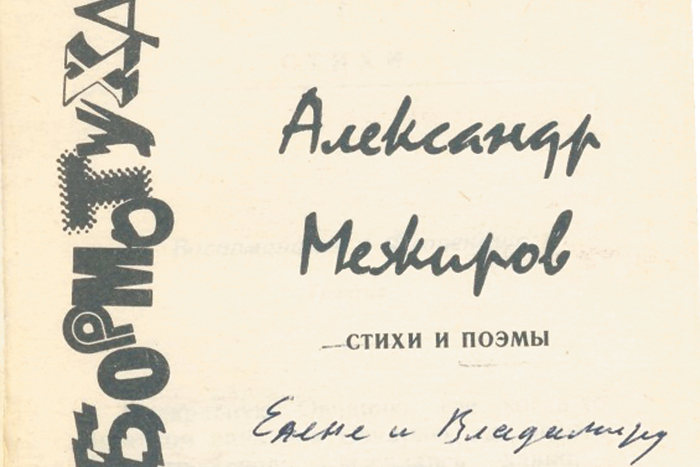 БОРМОТУХА
Александр
Межиров
СТИХИ И ПОЭМЫ
Елене и Владимиру